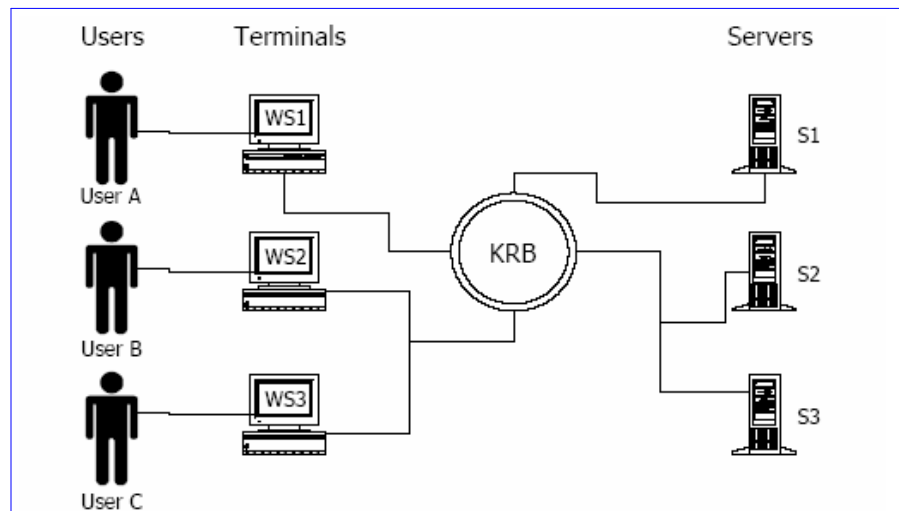 Users Terminals Servers
WS1
S1
User A
WS2
KRB
S2
User B
WS3
S3
User C